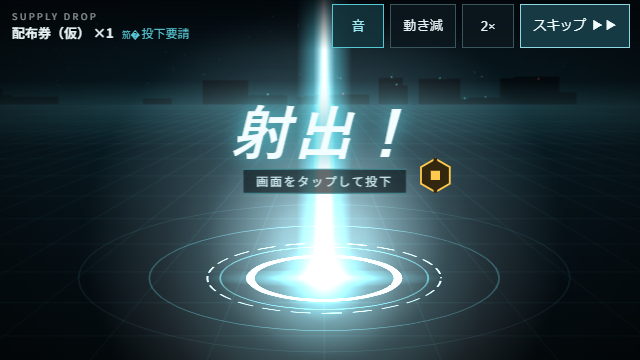 SUPPLY DROP
配布券（仮） ×1 投下要請
音
動き減
2×
スキップ ▶▶
射出！
画面をタップして投下